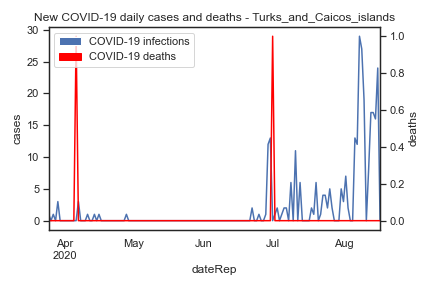 New COVID-19 daily cases and deaths - Turks_and_Caicos_islands
COVID-19 infections
COVID-19 deaths
30
25
20
15
10
5
0
cases
1.0
0.8
0.6
0.4
0.2
0.0
deaths
Apr
2020
May
Jun
Jul
Aug
dateRep